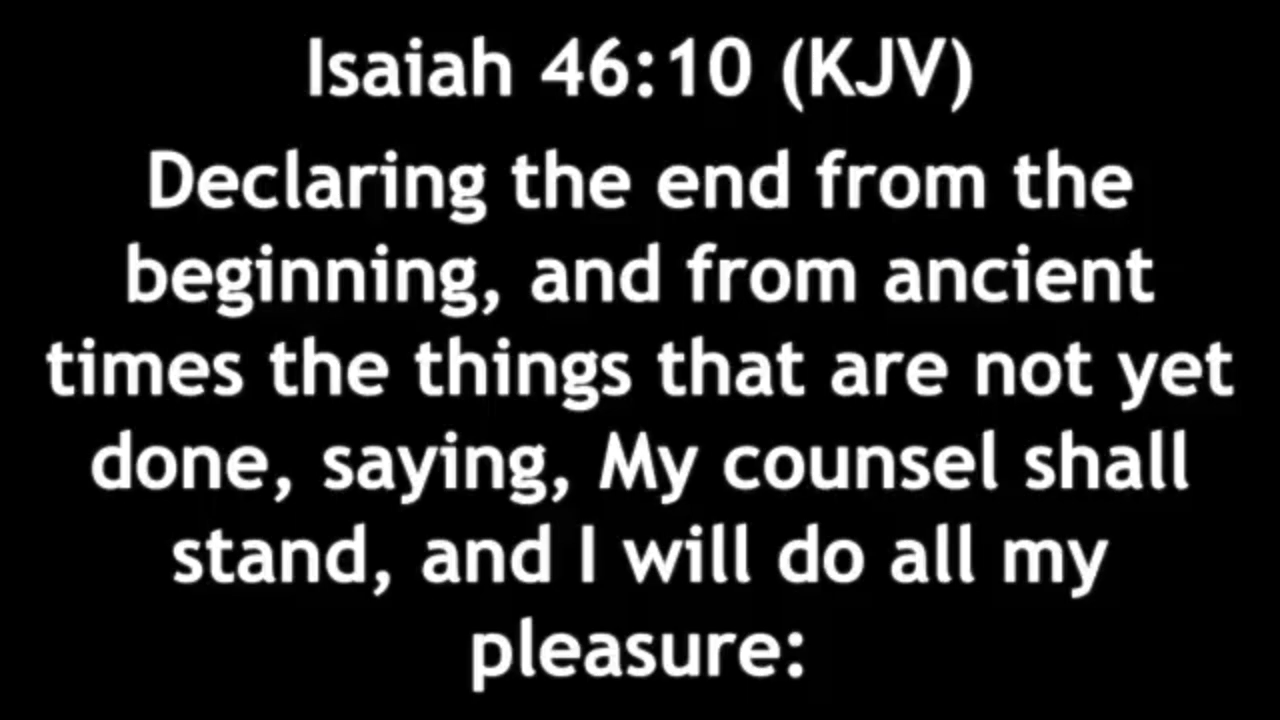 Isaiah 46:10 (KJV)
Declaring the end from the
beginning, and from ancient
times the things that are not yet
done, saying, My counsel shall
stand, and I will do all my
pleasure: